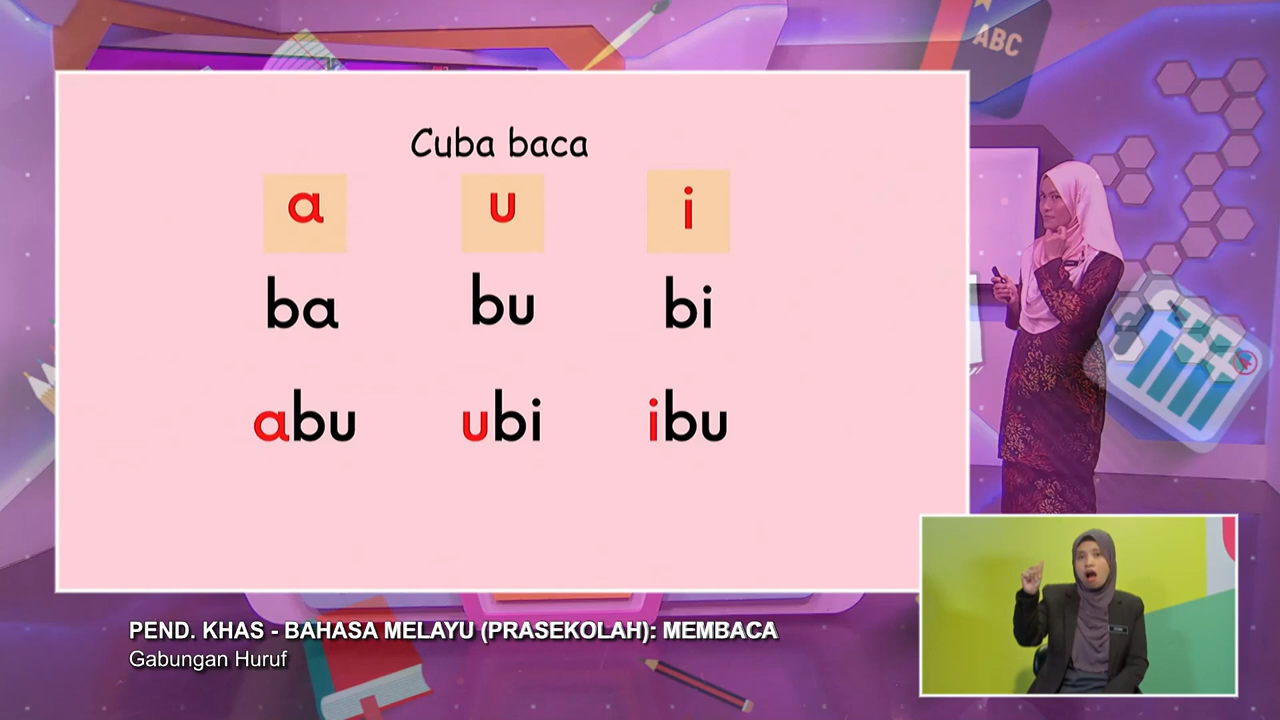 ABC
Cuba baca
a u i
ba bu bi
abu ubi ibu
PEND. KHAS - BAHASA MELAYU (PRASEKOLAH): MEMBACA
Gabungan Huruf